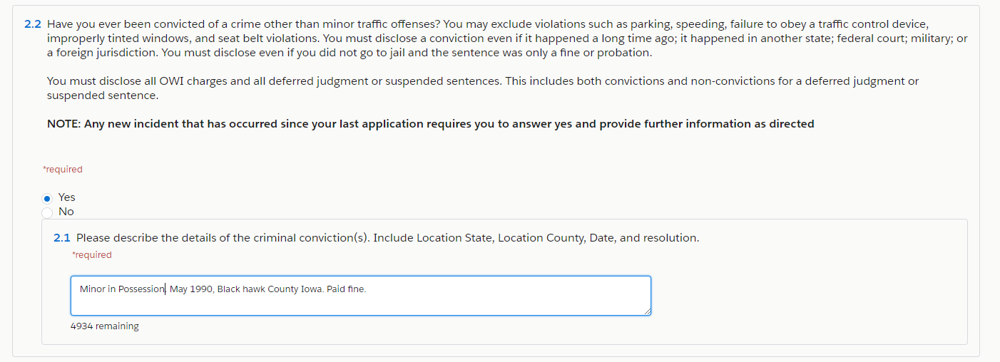 2.2 Have you ever been convicted of a crime other than minor traffic offenses? You may exclude violations such as parking, speeding, failure to obey a traffic control device,
improperly tinted windows, and seat belt violations. You must disclose a conviction even if it happened a long time ago; it happened in another state; federal court; military; or
a foreign jurisdiction. You must disclose even if you did not go to jail and the sentence was only a fine or probation.
You must disclose all OWI charges and all deferred judgment or suspended sentences. This includes both convictions and non-convictions for a deferred judgment or
suspended sentence.
NOTE: Any new incident that has occurred since your last application requires you to answer yes and provide further information as directed
*required
Yes
No
2.1 Please describe the details of the criminal conviction(s). Include Location State, Location County, Date, and resolution.
*required
Minor in Possession. May 1990, Black hawk County Iowa. Paid fine.
4934 remaining